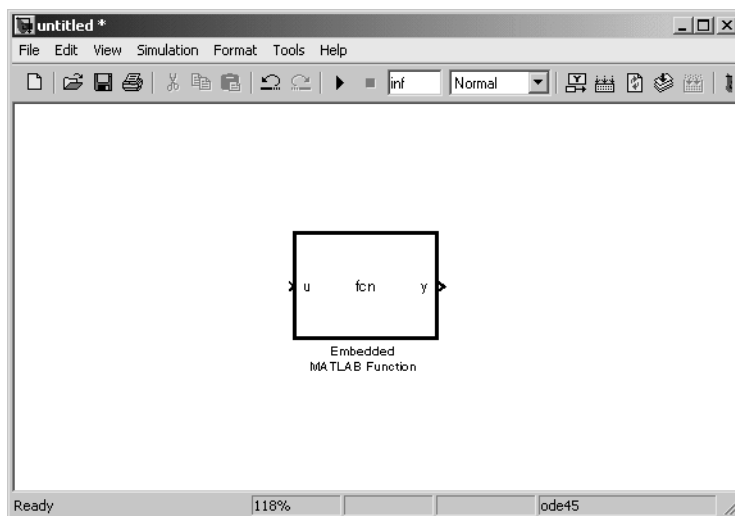 untitled *
File Edit View Simulation Format Tools Help
inf Normal
u fcn y
Embedded
MATLAB Function
Ready 118% ode45